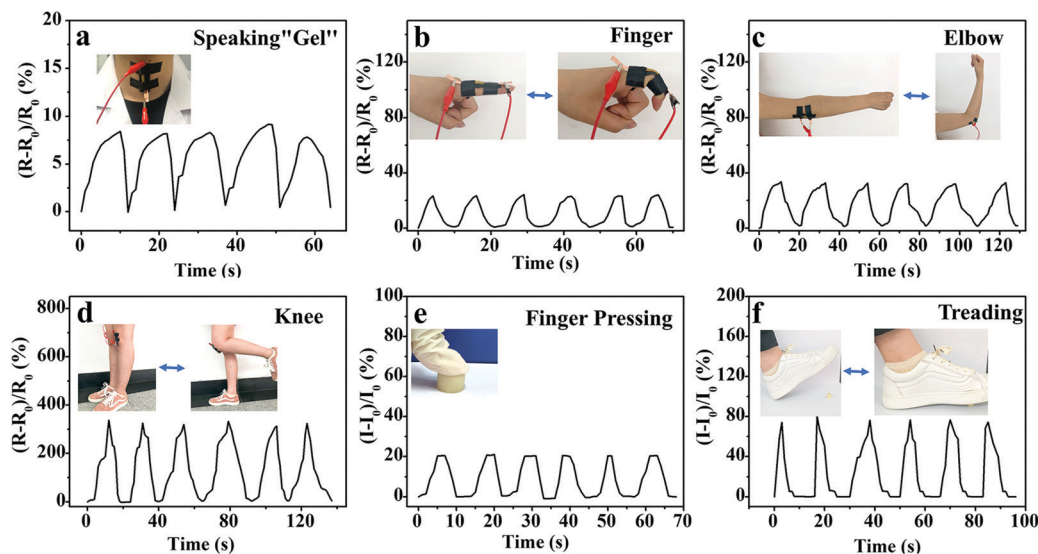 a
Speaking"Gel"
(R-R0)/R0 (%)
20
15
10
5
0
0
20
40
60
Time (s)
b
Finger
(R-R0)/R0 (%)
120
80
40
0
0
10
20
30
40
50
60
70
Time (s)
c
Elbow
(R-R0)/R0 (%)
120
80
40
0
0
20
40
60
80
100
120
Time (s)
d
Knee
(R-R0)/R0 (%)
800
600
450
300
150
0
0
40
80
120
Time (s)
e
Finger Pressing
(I-I0)/I0 (%)
100
80
60
40
20
0
0
10
20
30
40
50
60
70
Time (s)
f
Treading
(I-I0)/I0 (%)
200
160
120
80
40
0
0
20
40
60
80
100
Time (s)